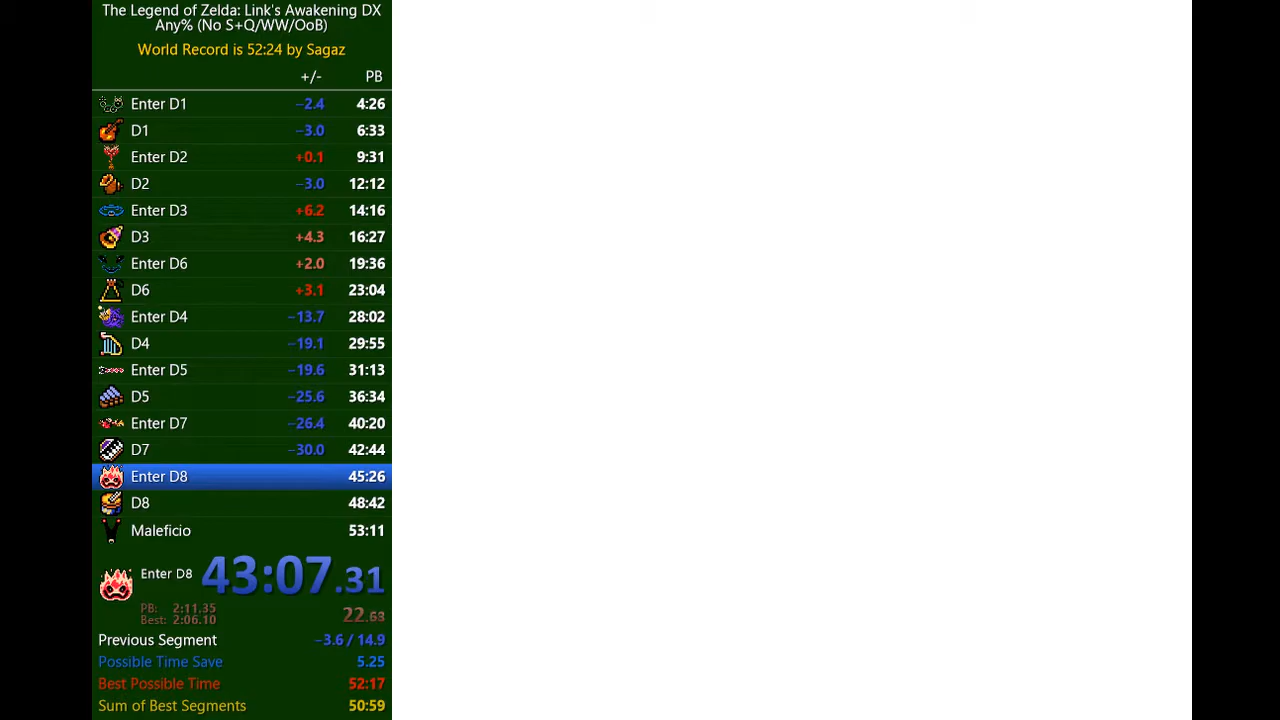 The Legend of Zelda: Link's Awakening DX
Any% (No S+Q/WW/OoB)
World Record is 52:24 by Sagaz
+/- PB
Enter D1 −2.4 4:26
D1 −3.0 6:33
Enter D2 +0.1 9:31
D2 −3.0 12:12
Enter D3 +6.2 14:16
D3 +4.3 16:27
Enter D6 +2.0 19:36
D6 +3.1 23:04
Enter D4 −13.7 28:02
D4 −19.1 29:55
Enter D5 −19.6 31:13
D5 −25.6 36:34
Enter D7 −26.4 40:20
D7 −30.0 42:44
Enter D8 45:26
D8 48:42
Maleficio 53:11
Enter D8 43:07.31
PB: 2:11.35
Best: 2:06.10 22.63
Previous Segment −3.6 / 14.9
Possible Time Save 5.25
Best Possible Time 52:17
Sum of Best Segments 50:59